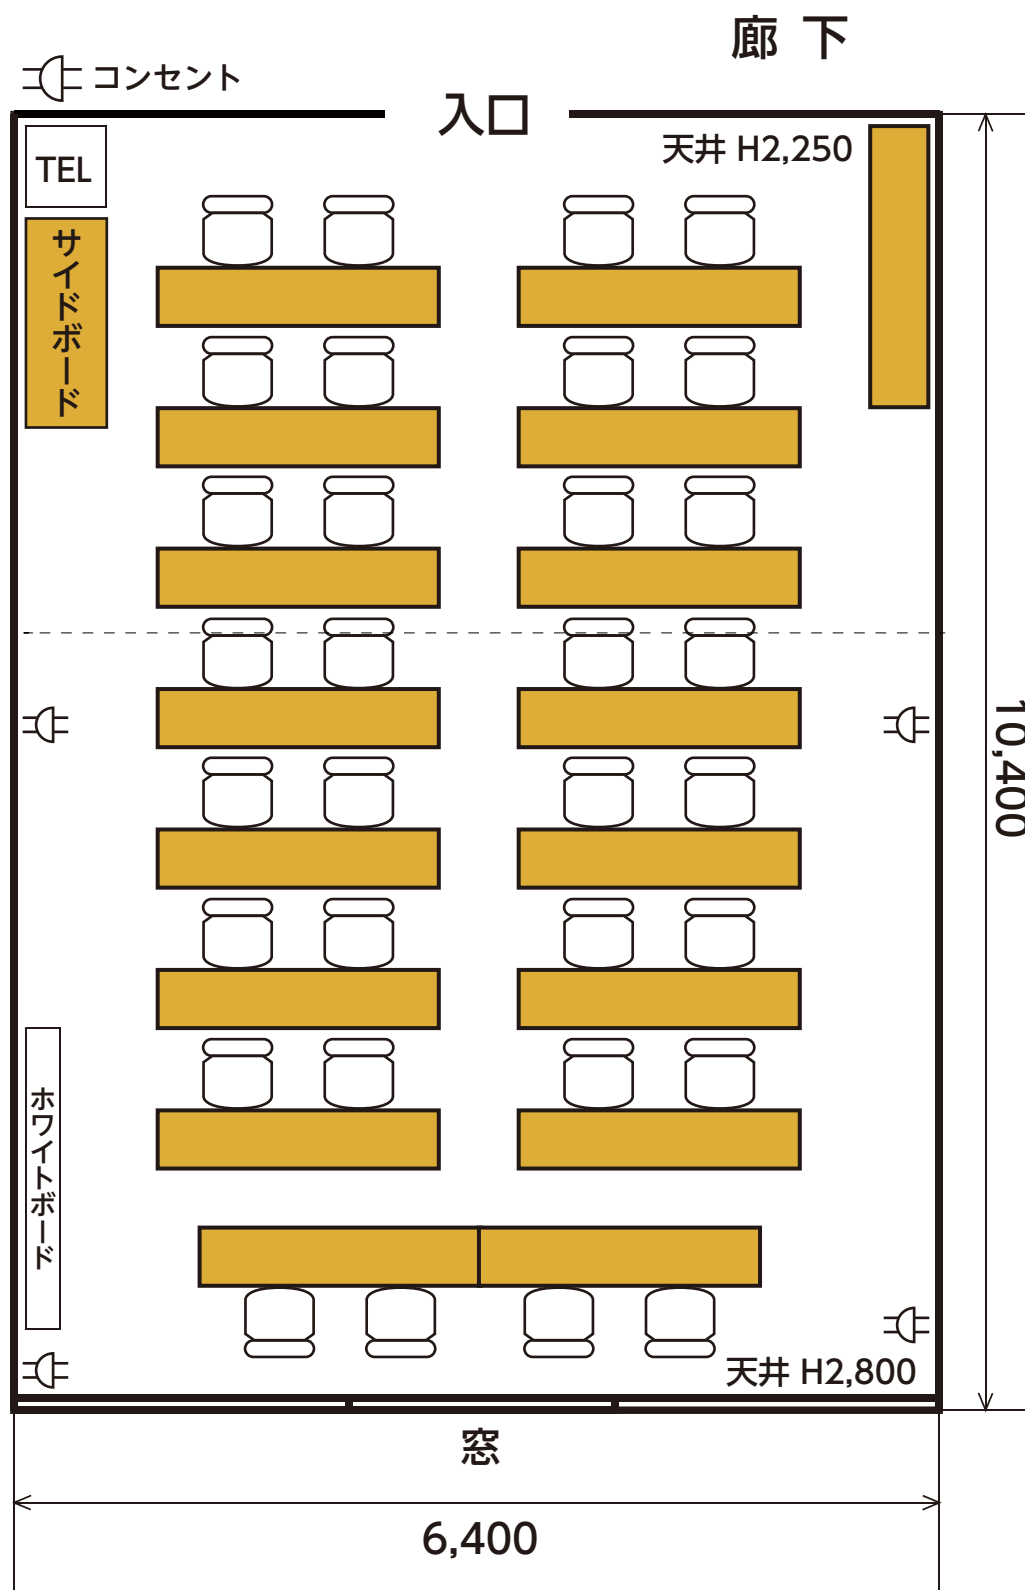 廊下
コンセント
入口
天井 H2,250
TEL
サイドボード
10,400
ホワイトボード
天井 H2,800
窓
6,400